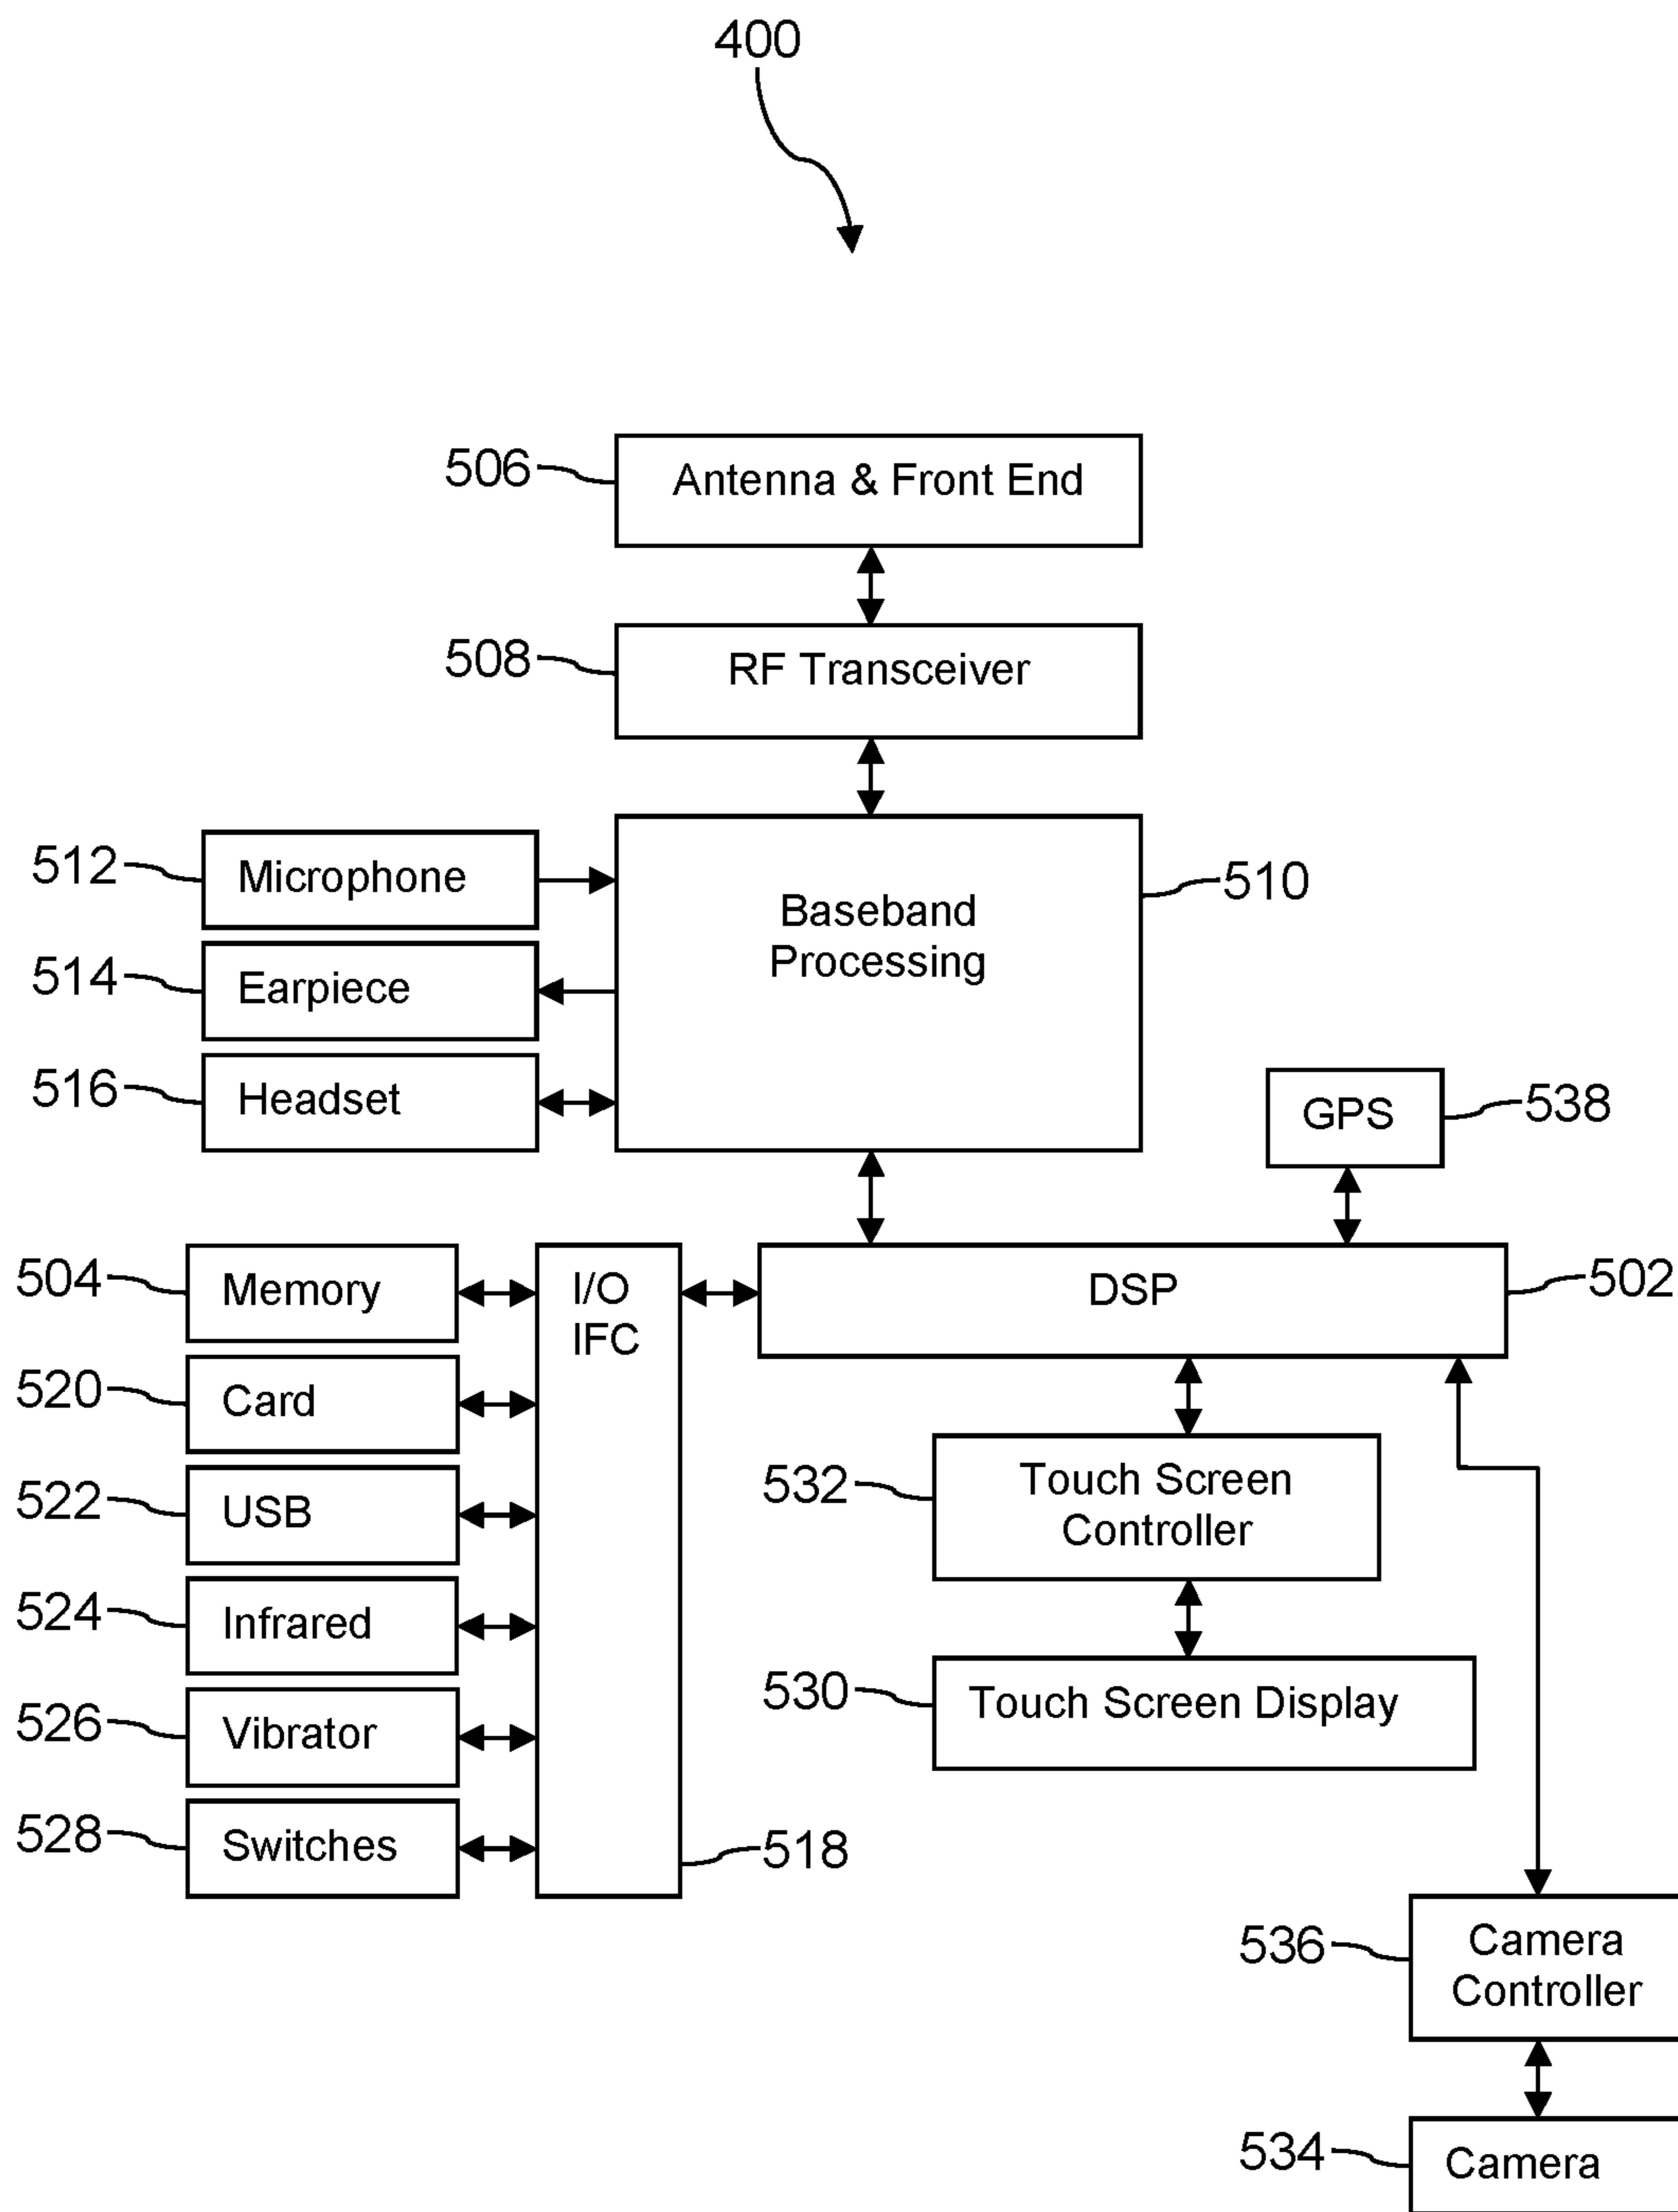 400
506
Antenna & Front End
508
RF Transceiver
512
Microphone
Baseband
Processing
510
514
Earpiece
516
Headset
GPS
538
504
Memory
I/O
IFC
DSP
502
520
Card
522
USB
532
Touch Screen
Controller
524
Infrared
530
Touch Screen Display
526
Vibrator
528
Switches
518
536
Camera
Controller
534
Camera